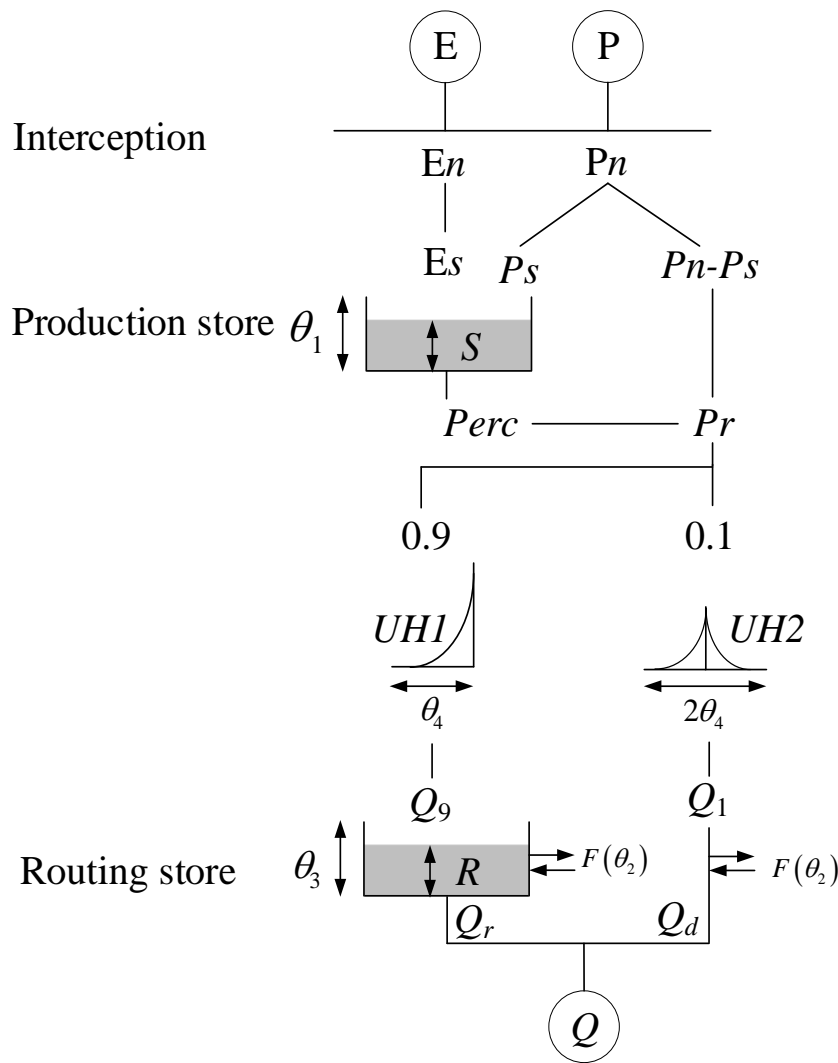 E P
Interception
En Pn
Es Ps Pn-Ps
Production store θ1 S
Perc Pr
0.9 0.1
UH1 UH2
θ4 2θ4
Q9 Q1
Routing store θ3 R F(θ2) F(θ2)
Qr Qd
Q